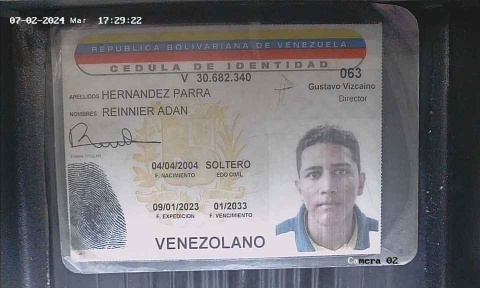 07-02-2024 Mar 17:29:22
REPUBLICA BOLIVARIANA DE VENEZUELA
CEDULA DE IDENTIDAD
V 30.682.340
063
Gustavo Vizcaino
Director
APELLIDOS HERNANDEZ PARRA
NOMBRES REINNIER ADAN
FIRMA TITULAR
04/04/2004 SOLTERO
F. NACIMIENTO EDO CIVIL
09/01/2023 01/2033
F. EXPEDICION F. VENCIMIENTO
VENEZOLANO
Camera 02